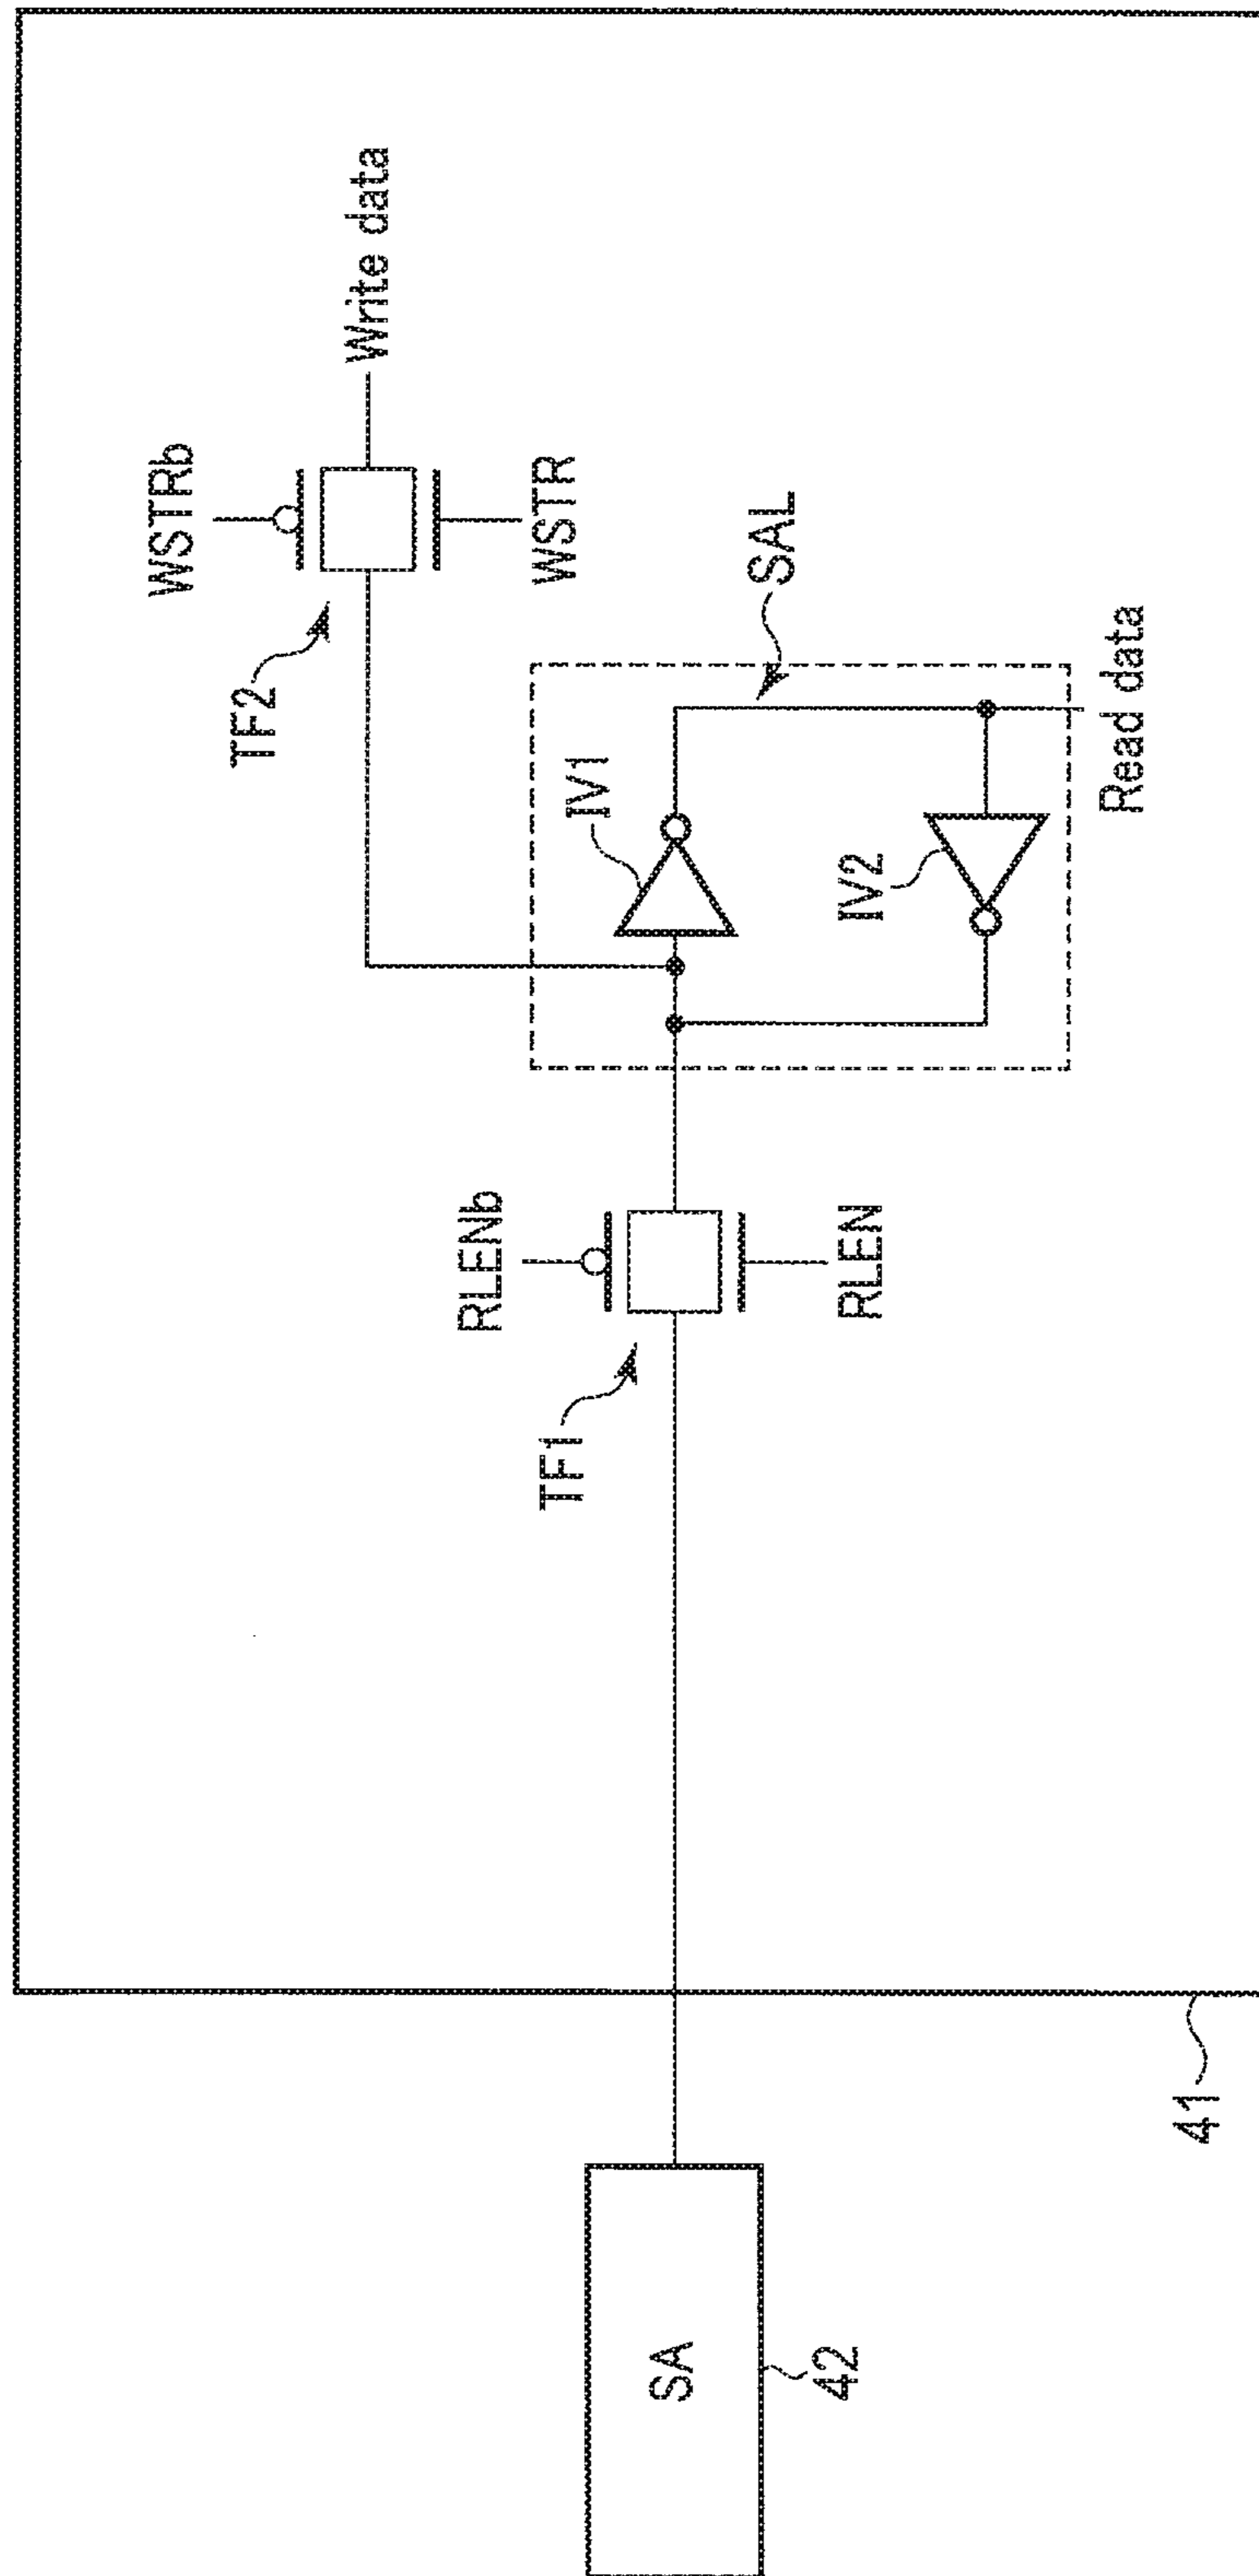 WSTRb
Write data
TF2
WSTR
RLENb
TF1
IV1
SAL
RLEN
IV2
Read data
SA
42
41